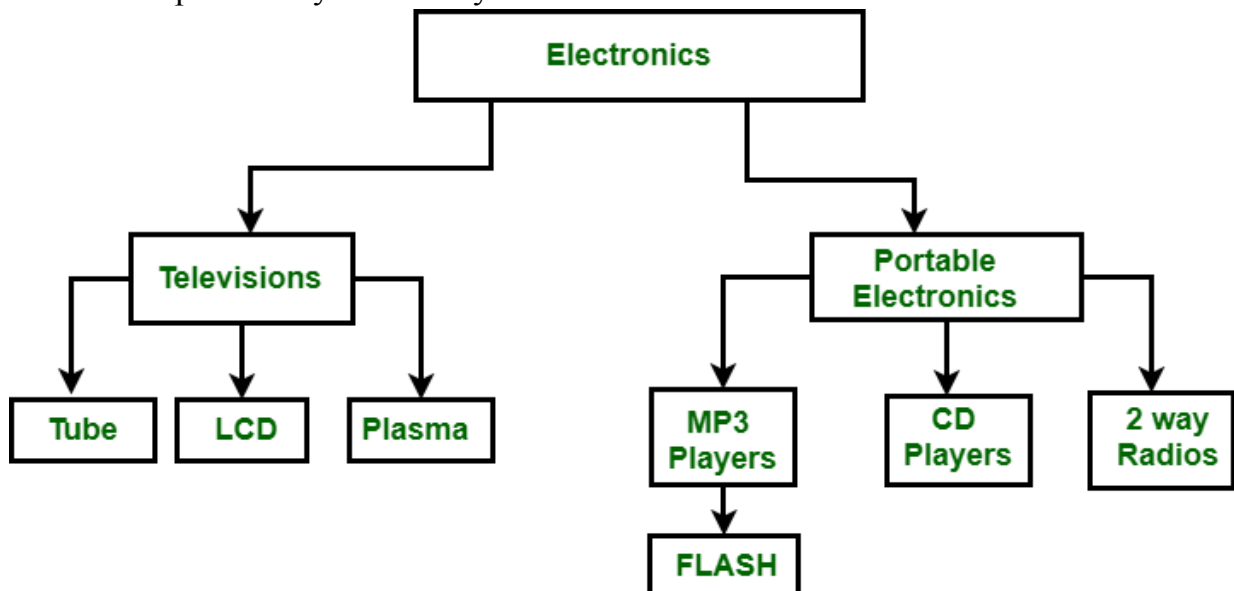 Electronics
Televisions
Portable
Electronics
Tube
LCD
Plasma
MP3
Players
CD
Players
2 way
Radios
FLASH